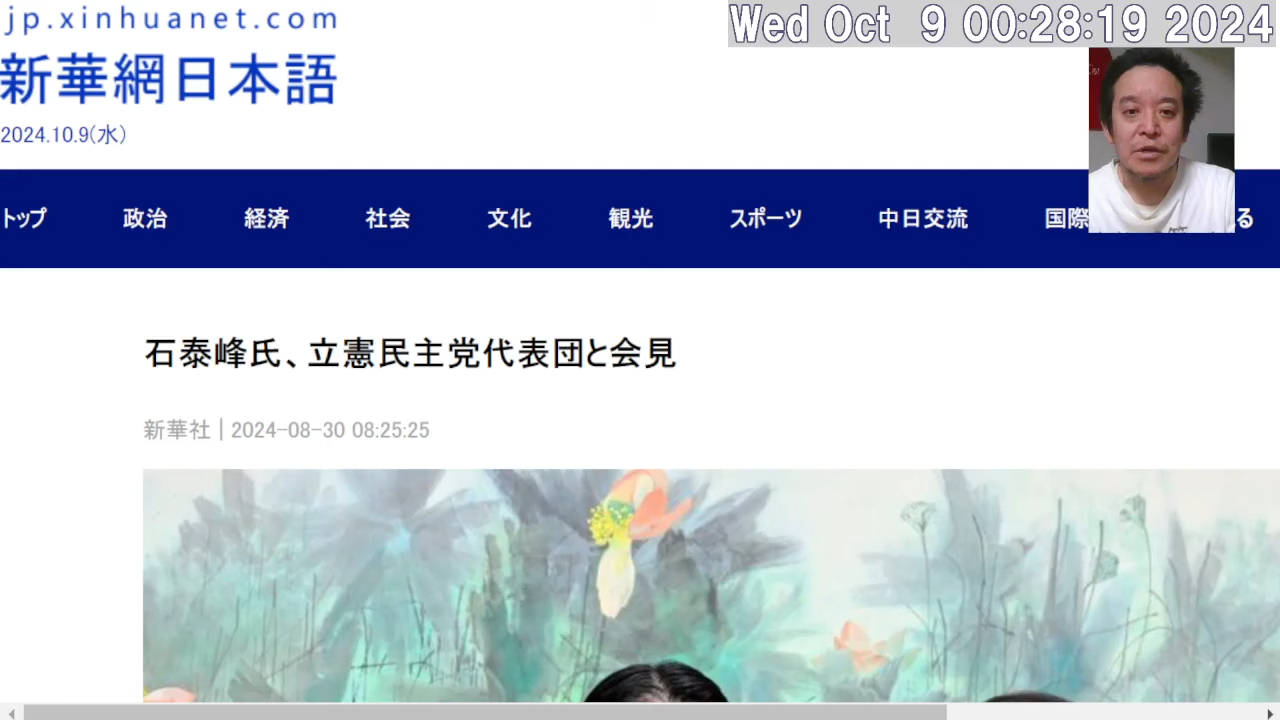 jp.xinhuanet.com
Wed Oct 9 00:28:19 2024
新華網日本語
2024.10.9(水)
トップ 政治 経済 社会 文化 観光 スポーツ 中日交流 国際 る
石泰峰氏、立憲民主党代表団と会見
新華社 | 2024-08-30 08:25:25